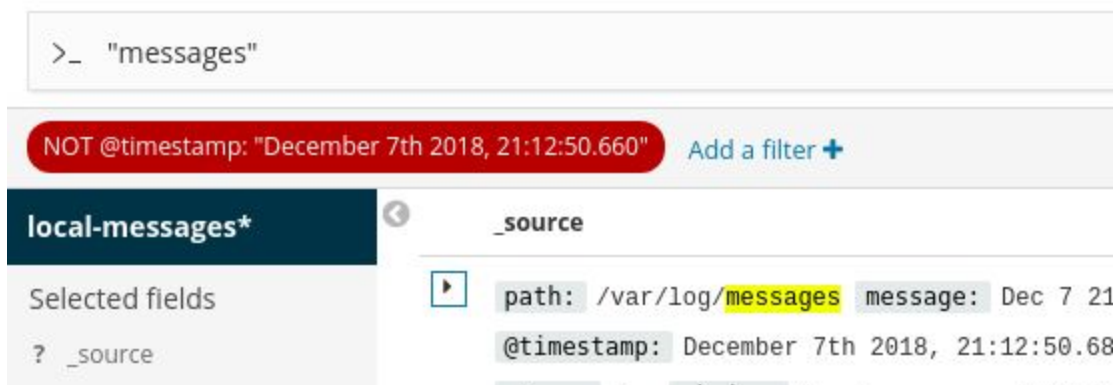 >_ "messages"
NOT @timestamp: "December 7th 2018, 21:12:50.660" Add a filter +
local-messages*
Selected fields
? _source
_source
path: /var/log/messages message: Dec 7 21
@timestamp: December 7th 2018, 21:12:50.68